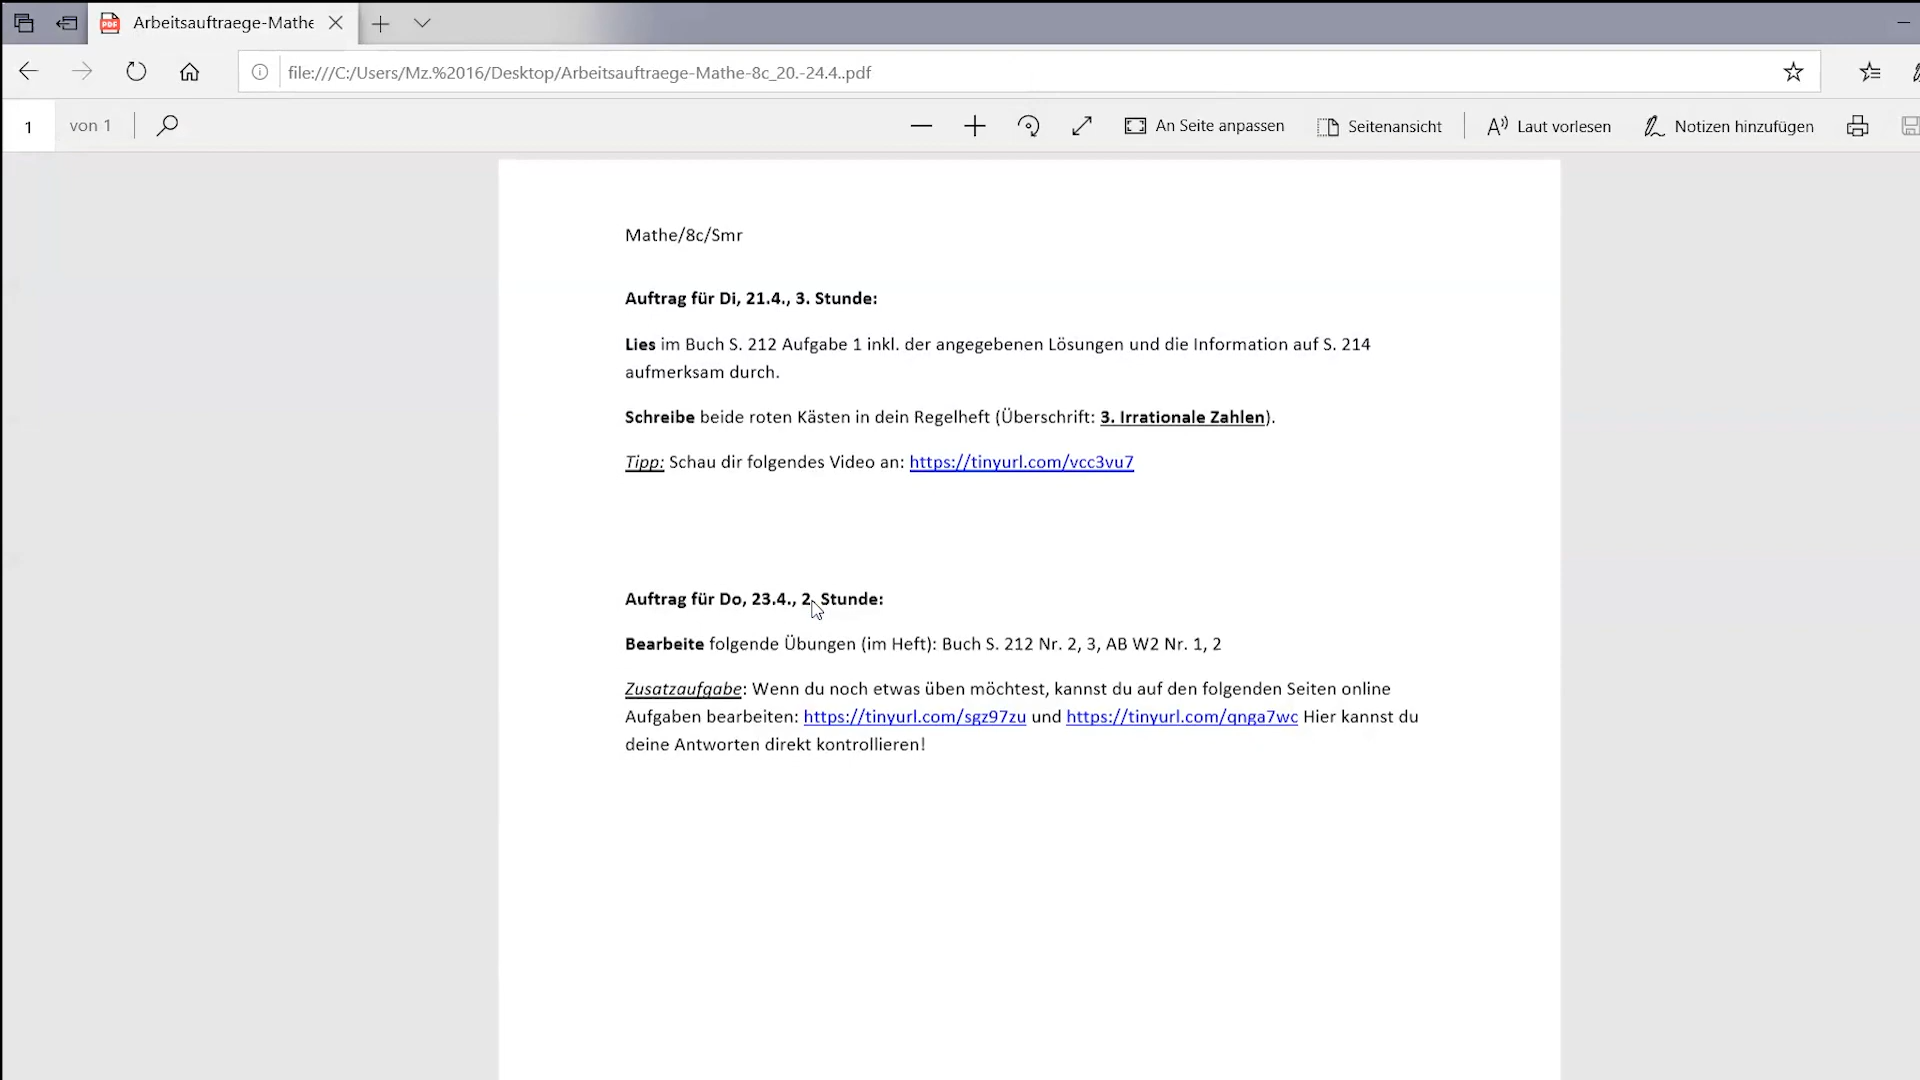 Arbeitsauftraege-Mathe
file:///C:/Users/Mz.%2016/Desktop/Arbeitsauftraege-Mathe-8c_20.-24.4..pdf
1 von 1
An Seite anpassen
Seitenansicht
Laut vorlesen
Notizen hinzufügen
Mathe/8c/Smr
Auftrag für Di, 21.4., 3. Stunde:
Lies im Buch S. 212 Aufgabe 1 inkl. der angegebenen Lösungen und die Information auf S. 214
aufmerksam durch.
Schreibe beide roten Kästen in dein Regelheft (Überschrift: 3. Irrationale Zahlen).
Tipp: Schau dir folgendes Video an: https://tinyurl.com/vcc3vu7
Auftrag für Do, 23.4., 2. Stunde:
Bearbeite folgende Übungen (im Heft): Buch S. 212 Nr. 2, 3, AB W2 Nr. 1, 2
Zusatzaufgabe: Wenn du noch etwas üben möchtest, kannst du auf den folgenden Seiten online
Aufgaben bearbeiten: https://tinyurl.com/sgz97zu und https://tinyurl.com/qnga7wc Hier kannst du
deine Antworten direkt kontrollieren!